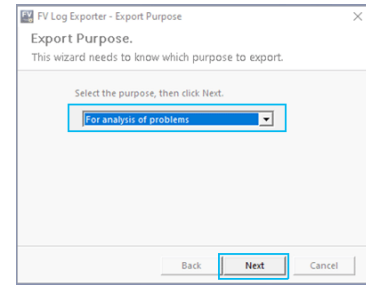 FV Log Exporter - Export Purpose
Export Purpose.
This wizard needs to know which purpose to export.
Select the purpose, then click Next.
For analysis of problems
Back Next Cancel